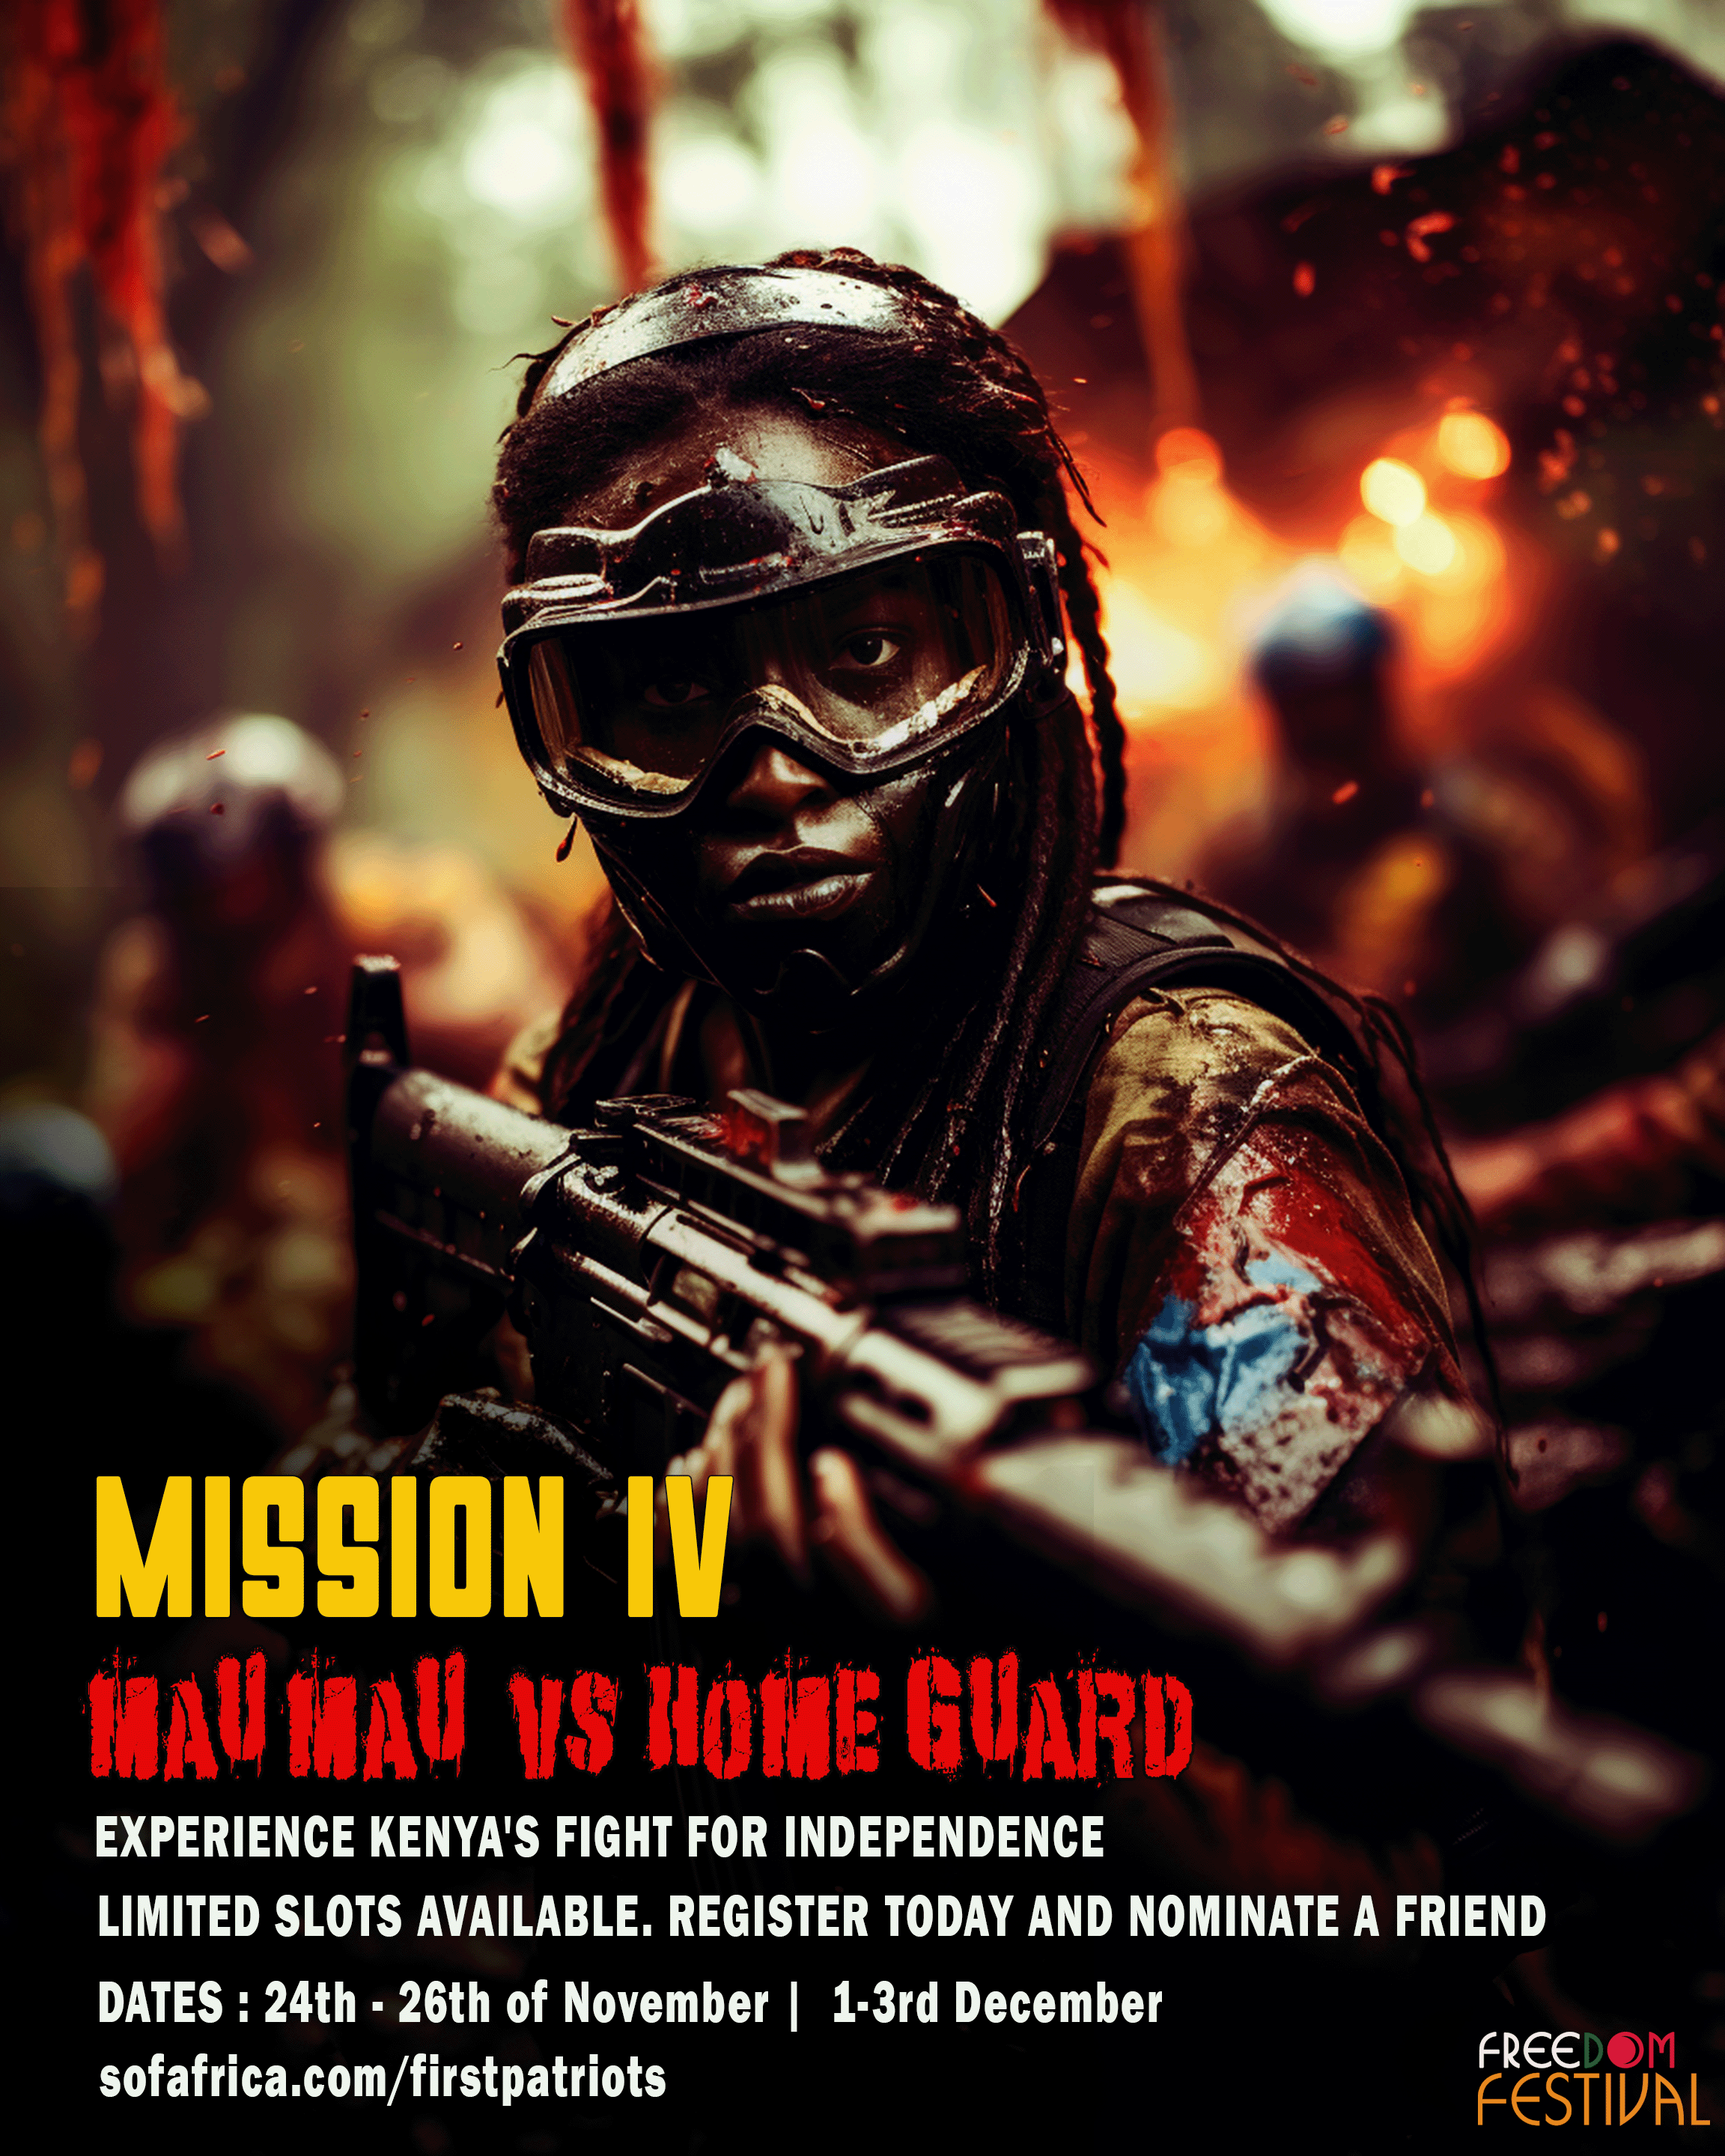 MISSION IV
MAU MAU VS HOME GUARD
EXPERIENCE KENYA'S FIGHT FOR INDEPENDENCE
LIMITED SLOTS AVAILABLE. REGISTER TODAY AND NOMINATE A FRIEND
DATES : 24th - 26th of November | 1-3rd December
sofafrica.com/firstpatriots
FREEDOM
FESTIVAL